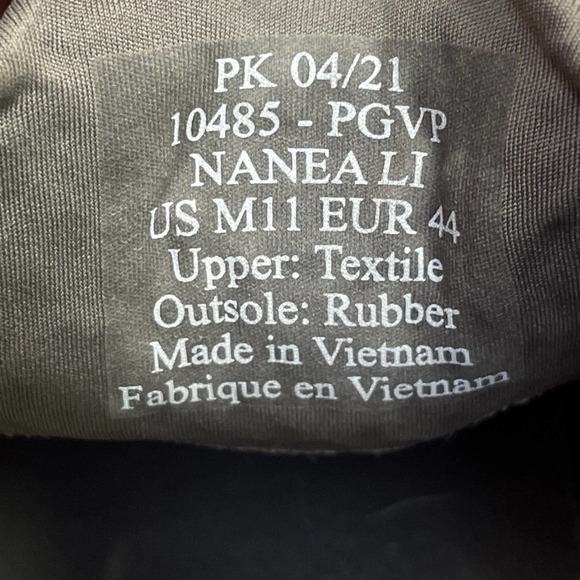 PK 04/21
10485 - PGVP
NANEA LI
US M11 EUR 44
Upper: Textile
Outsole: Rubber
Made in Vietnam
Fabrique en Vietnam